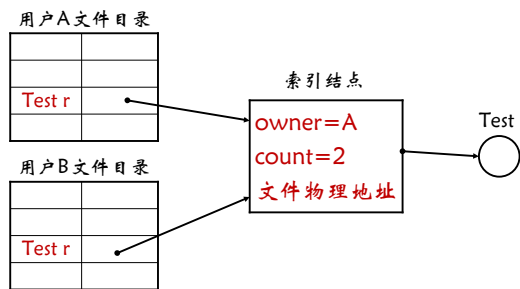 用户A文件目录
Test r
用户B文件目录
Test r
索引结点
owner=A
count=2
文件物理地址
Test